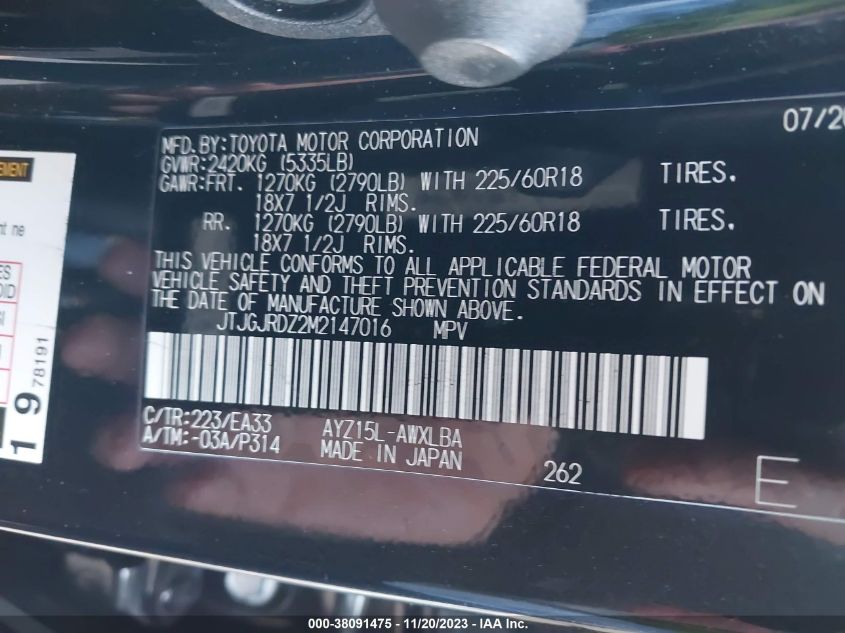 07/20
MFD. BY: TOYOTA MOTOR CORPORATION
GVWR: 2420KG (5335LB)
GAWR: FRT. 1270KG (2790LB) WITH 225/60R18 TIRES.
18X7 1/2J RIMS.
RR. 1270KG (2790LB) WITH 225/60R18 TIRES.
18X7 1/2J RIMS.
THIS VEHICLE CONFORMS TO ALL APPLICABLE FEDERAL MOTOR
VEHICLE SAFETY AND THEFT PREVENTION STANDARDS IN EFFECT ON
THE DATE OF MANUFACTURE SHOWN ABOVE.
JTJGJRDZ2M2147016 MPV
C/TR: 223/EA33 AYZ15L-AWXLBA
A/TM: -03A/P314 MADE IN JAPAN
262
E
19 78191
000-38091475 - 11/20/2023 - IAA Inc.